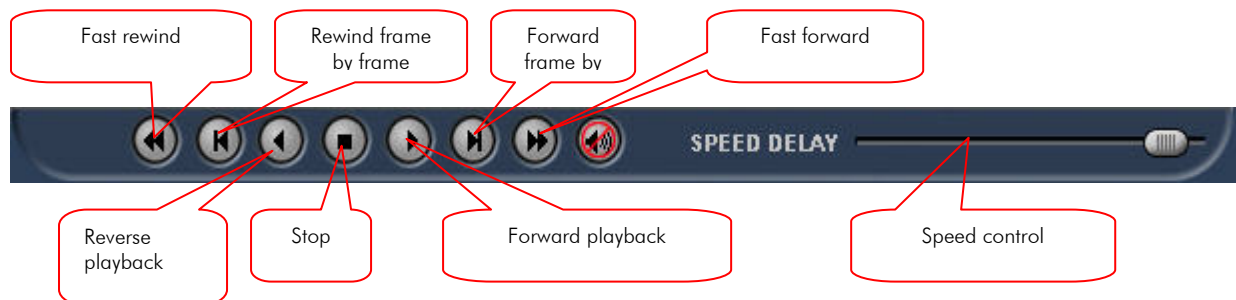 Fast rewind
Rewind frame
by frame
Forward
frame by
Fast forward
SPEED DELAY
Reverse
playback
Stop
Forward playback
Speed control